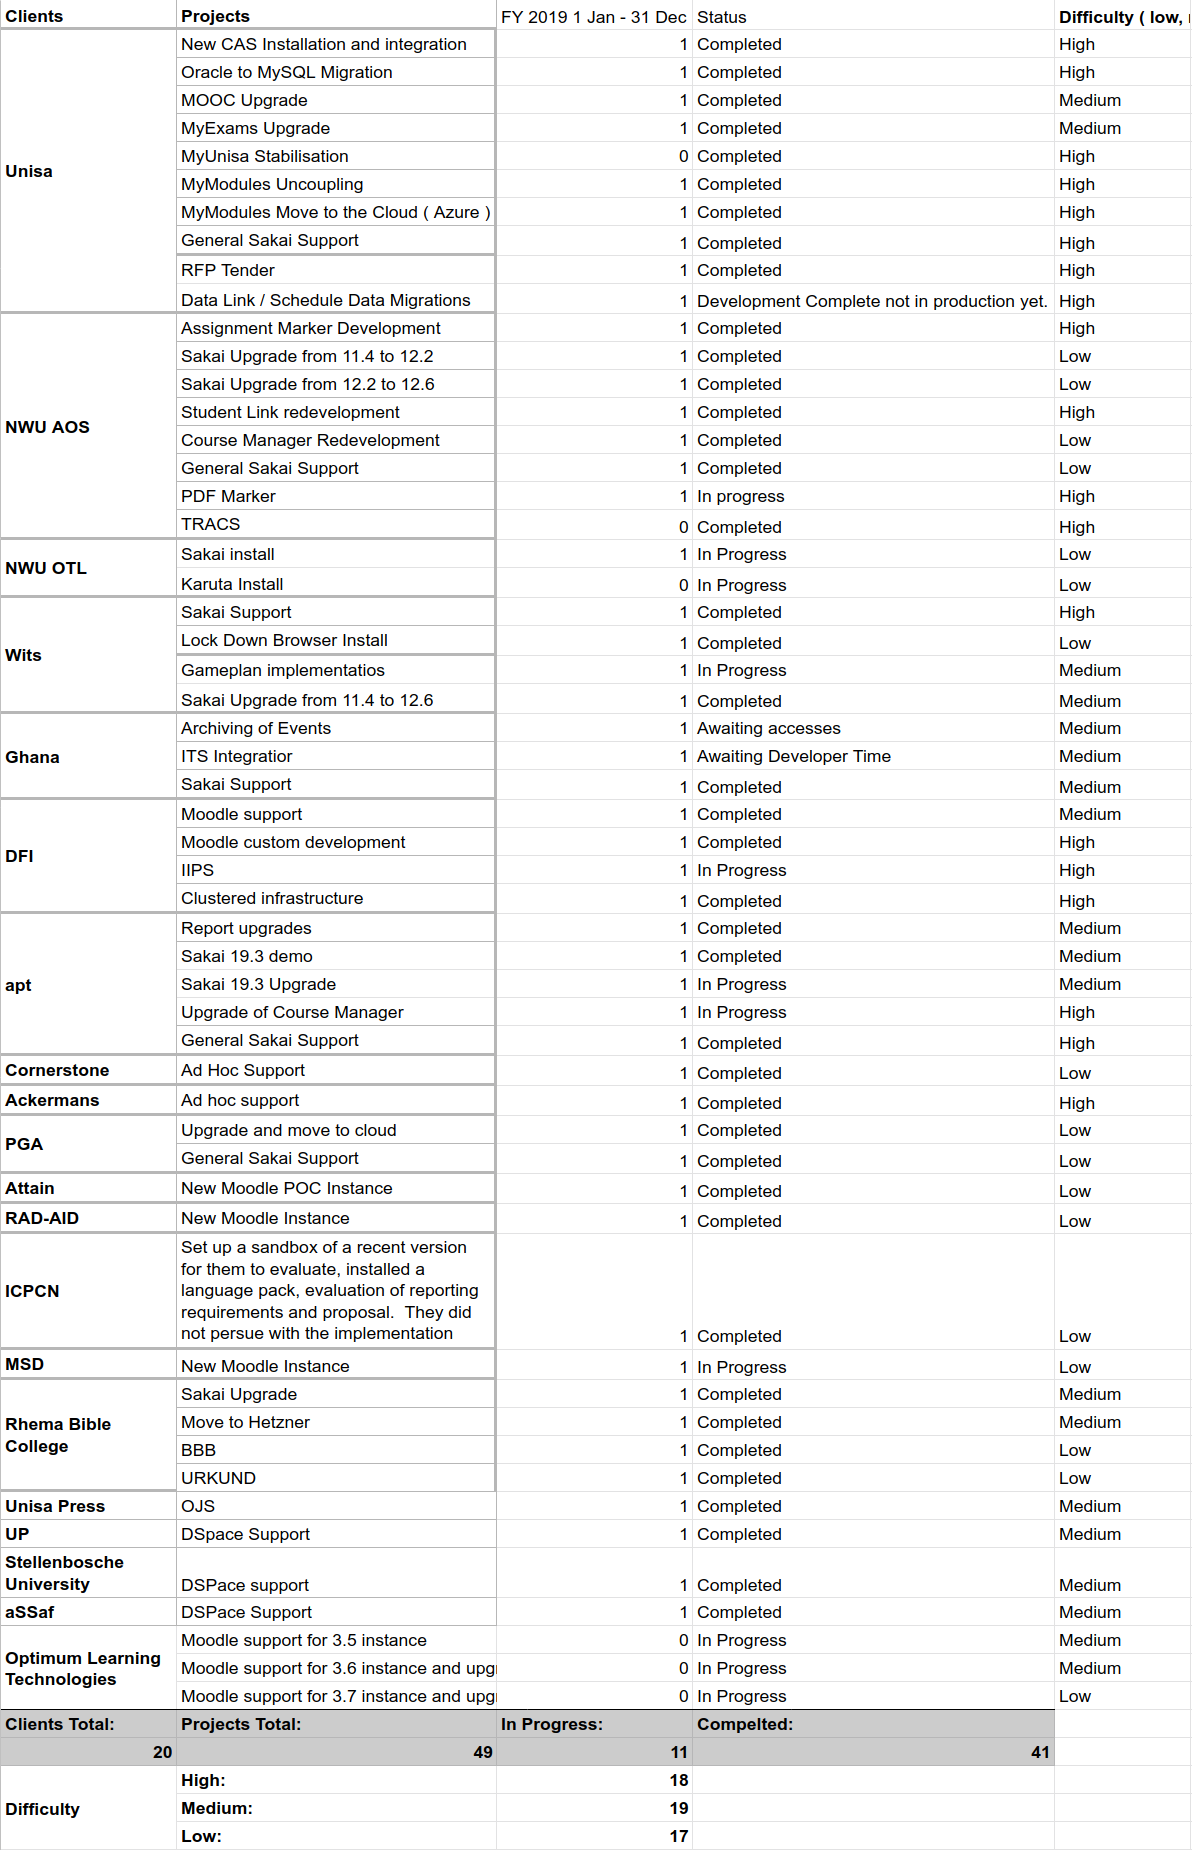 Clients Projects FY 2019 1 Jan - 31 Dec Status Difficulty ( low,
Unisa
New CAS Installation and integration 1 Completed High
Oracle to MySQL Migration 1 Completed High
MOOC Upgrade 1 Completed Medium
MyExams Upgrade 1 Completed Medium
MyUnisa Stabilisation 0 Completed High
MyModules Uncoupling 1 Completed High
MyModules Move to the Cloud ( Azure ) 1 Completed High
General Sakai Support 1 Completed High
RFP Tender 1 Completed High
Data Link / Schedule Data Migrations 1 Development Complete not in production yet. High
NWU AOS
Assignment Marker Development 1 Completed High
Sakai Upgrade from 11.4 to 12.2 1 Completed Low
Sakai Upgrade from 12.2 to 12.6 1 Completed Low
Student Link redevelopment 1 Completed High
Course Manager Redevelopment 1 Completed Low
General Sakai Support 1 Completed Low
PDF Marker 1 In progress High
TRACS 0 Completed High
NWU OTL
Sakai install 1 In Progress Low
Karuta Install 0 In Progress Low
Wits
Sakai Support 1 Completed High
Lock Down Browser Install 1 Completed Low
Gameplan implementatios 1 In Progress Medium
Sakai Upgrade from 11.4 to 12.6 1 Completed Medium
Ghana
Archiving of Events 1 Awaiting accesses Medium
ITS Integratior 1 Awaiting Developer Time Medium
Sakai Support 1 Completed Medium
DFI
Moodle support 1 Completed Medium
Moodle custom development 1 Completed High
IIPS 1 In Progress High
Clustered infrastructure 1 Completed High
apt
Report upgrades 1 Completed Medium
Sakai 19.3 demo 1 Completed Medium
Sakai 19.3 Upgrade 1 In Progress Medium
Upgrade of Course Manager 1 In Progress High
General Sakai Support 1 Completed High
Cornerstone Ad Hoc Support 1 Completed Low
Ackermans Ad hoc support 1 Completed High
PGA
Upgrade and move to cloud 1 Completed Low
General Sakai Support 1 Completed Low
Attain New Moodle POC Instance 1 Completed Low
RAD-AID New Moodle Instance 1 Completed Low
ICPCN
Set up a sandbox of a recent version
for them to evaluate, installed a
language pack, evaluation of reporting
requirements and proposal. They did
not persue with the implementation 1 Completed Low
MSD New Moodle Instance 1 In Progress Low
Rhema Bible
College
Sakai Upgrade 1 Completed Medium
Move to Hetzner 1 Completed Medium
BBB 1 Completed Low
URKUND 1 Completed Low
Unisa Press OJS 1 Completed Medium
UP DSpace Support 1 Completed Medium
Stellenbosche
University DSPace support 1 Completed Medium
aSSaf DSPace Support 1 Completed Medium
Optimum Learning
Technologies
Moodle support for 3.5 instance 0 In Progress Medium
Moodle support for 3.6 instance and upgr 0 In Progress Medium
Moodle support for 3.7 instance and upgr 0 In Progress Low
Clients Total: Projects Total: In Progress: Compelted:
20 49 11 41
Difficulty
High: 18
Medium: 19
Low: 17